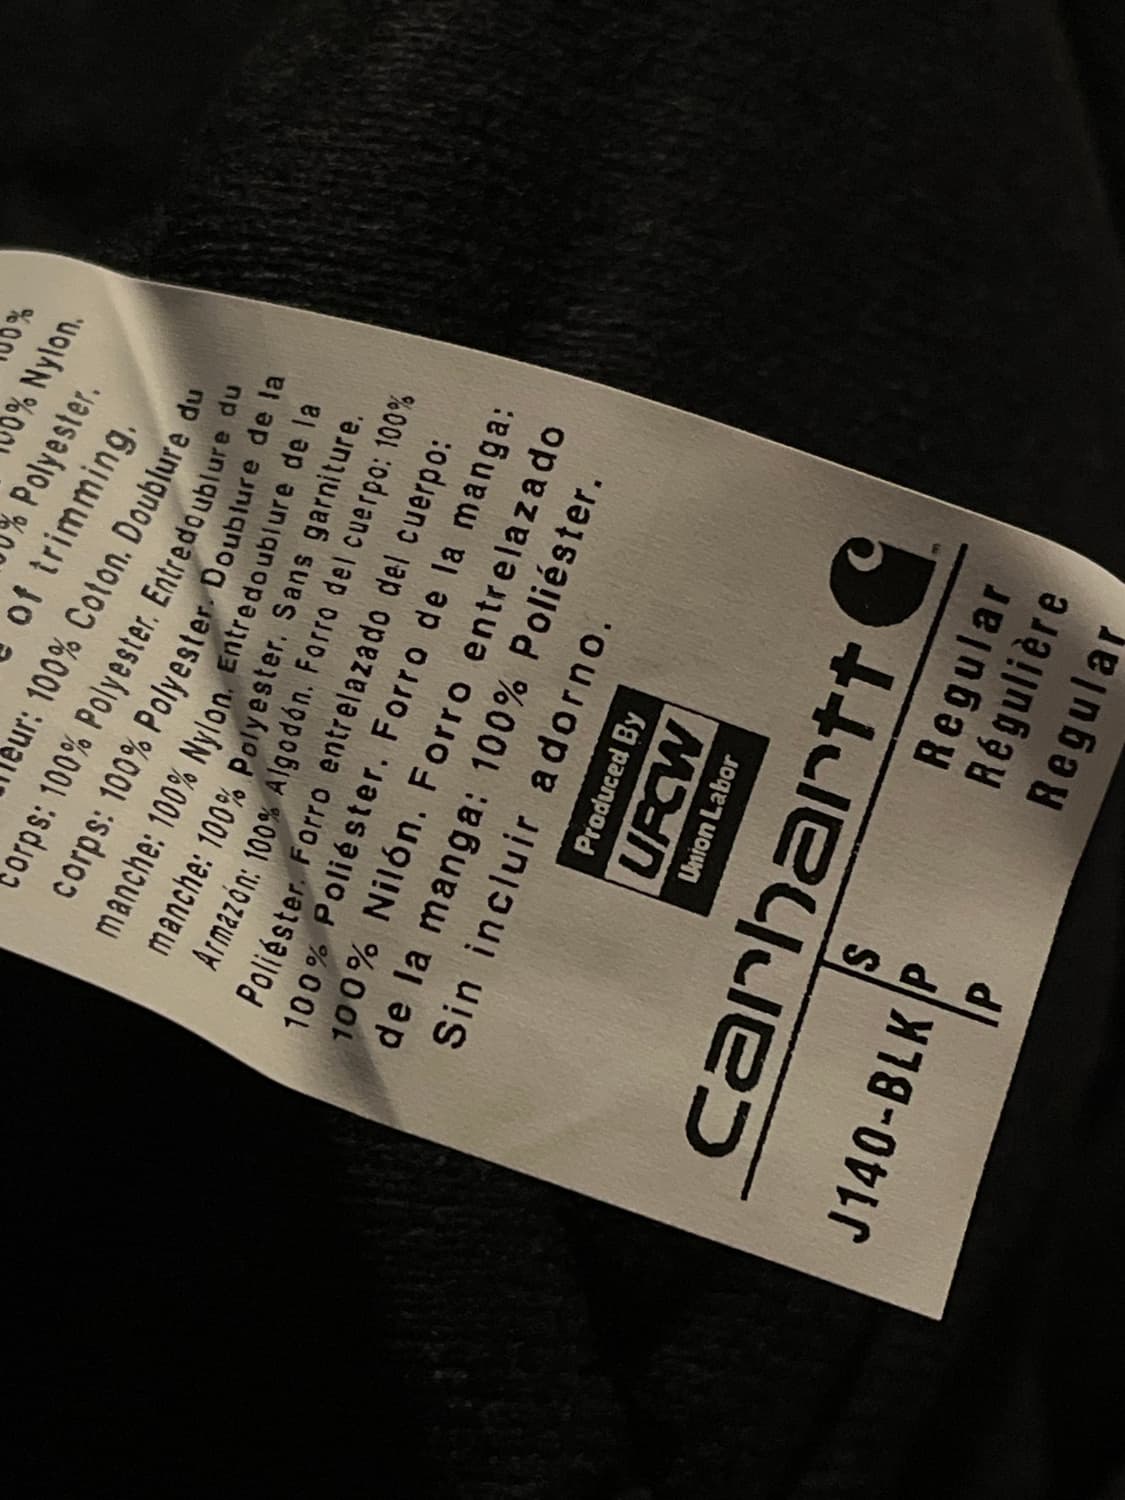 100%
100% Nylon.
Polyester.
of trimming.
100% Coton. Doublure du
corps: 100% Polyester. Entredoublure du
corps: 100% Polyester. Doublure de la
manche: 100% Nylon. Entredoublure de la
manche: 100% Polyester. Sans garniture.
Armazón: 100% Algodón. Forro del cuerpo: 100%
Poliéster. Forro entrelazado del cuerpo:
100% Poliéster. Forro de la manga:
100% Nilón. Forro entrelazado
de la manga: 100% Poliéster.
Sin incluir adorno.
Produced By
UFCW
Union Labor
carhartt
J140-BLK
S Regular
P Régulière
P Regular